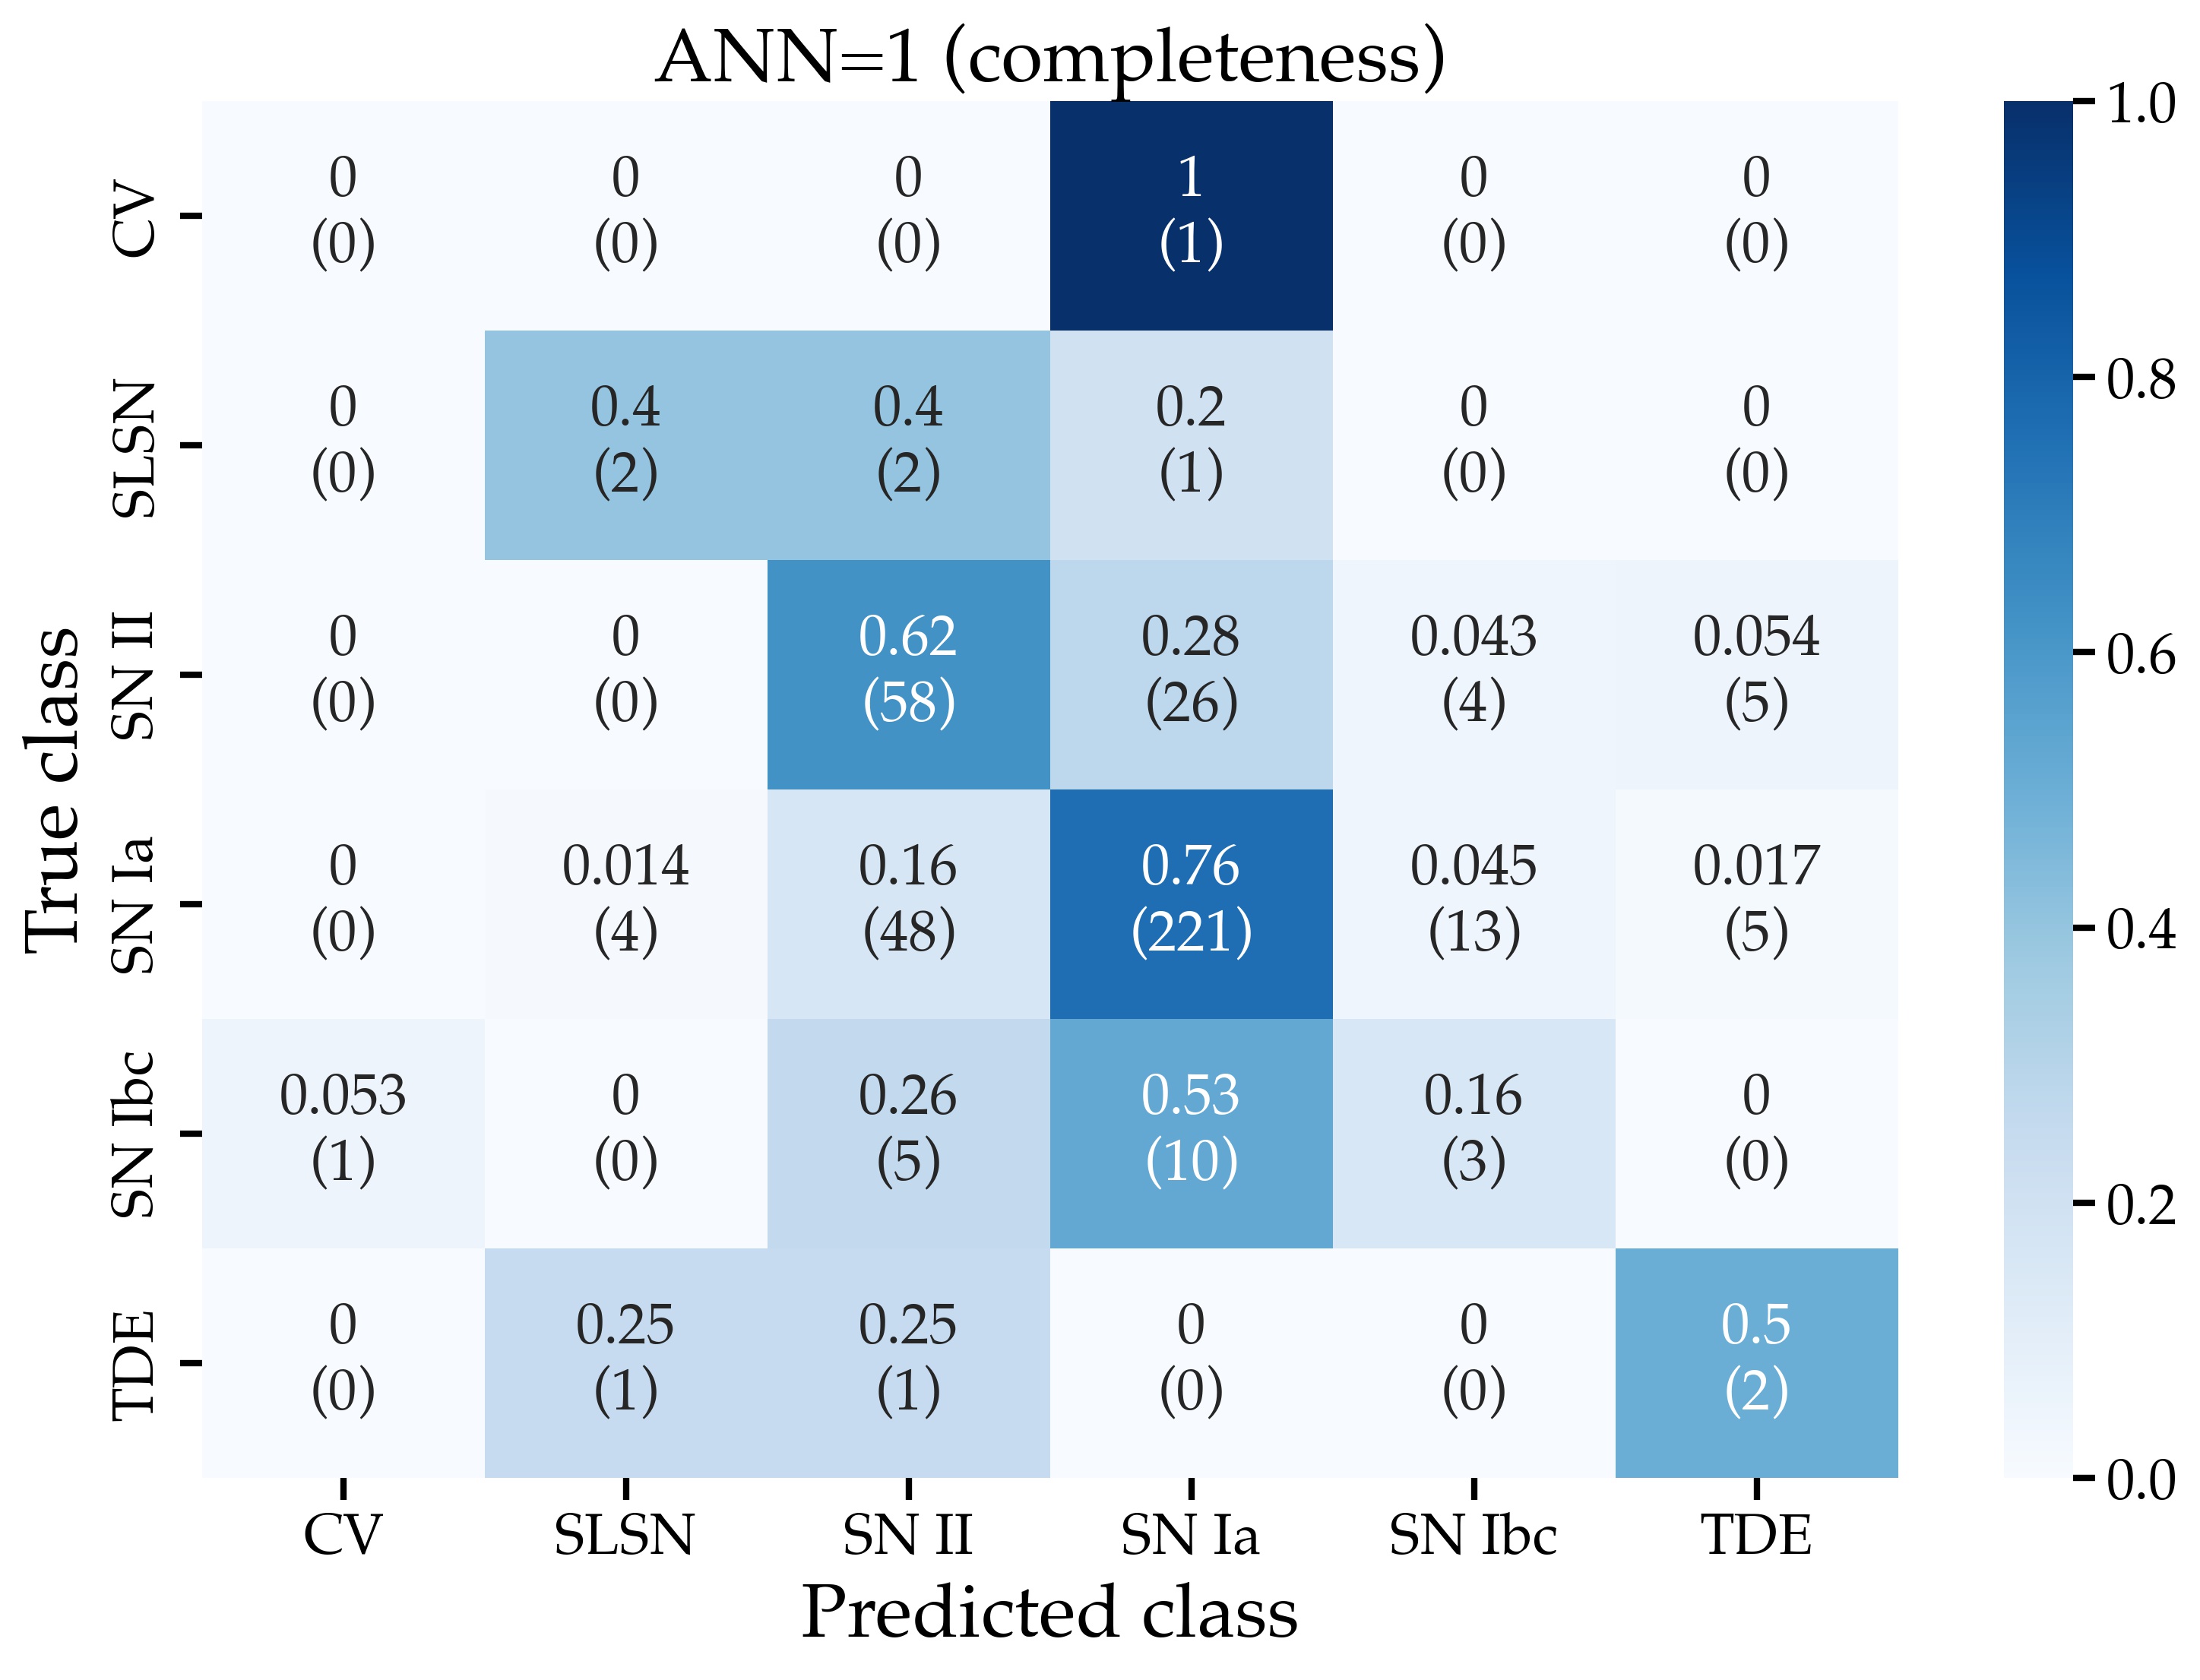 ANN=1 (completeness)
True class
CV
0 0 0 1 0 0
(0) (0) (0) (1) (0) (0)
SLSN
0 0.4 0.4 0.2 0 0
(0) (2) (2) (1) (0) (0)
SN II
0 0 0.62 0.28 0.043 0.054
(0) (0) (58) (26) (4) (5)
SN Ia
0 0.014 0.16 0.76 0.045 0.017
(0) (4) (48) (221) (13) (5)
SN Ibc
0.053 0 0.26 0.53 0.16 0
(1) (0) (5) (10) (3) (0)
TDE
0 0.25 0.25 0 0 0.5
(0) (1) (1) (0) (0) (2)
CV SLSN SN II SN Ia SN Ibc TDE
Predicted class
1.0
0.8
0.6
0.4
0.2
0.0